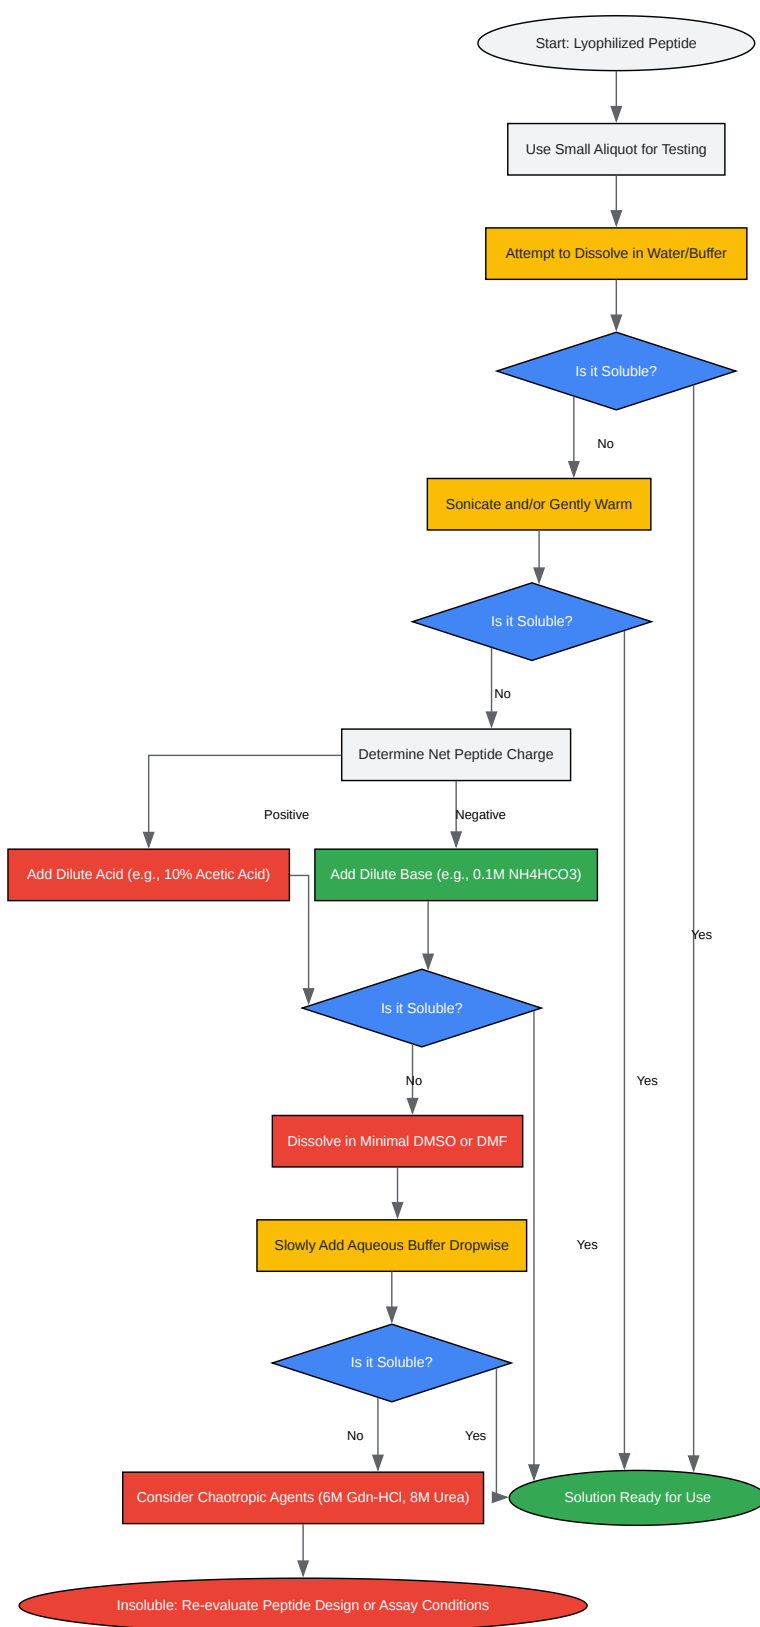 Start: Lyophilized Peptide
Use Small Aliquot for Testing
Attempt to Dissolve in Water/Buffer
Is it Soluble?
No
Sonicate and/or Gently Warm
Is it Soluble?
No
Determine Net Peptide Charge
Positive
Negative
Add Dilute Acid (e.g., 10% Acetic Acid)
Add Dilute Base (e.g., 0.1M NH4HCO3)
Yes
Is it Soluble?
No
Yes
Dissolve in Minimal DMSO or DMF
Slowly Add Aqueous Buffer Dropwise
Yes
Is it Soluble?
No
Yes
Consider Chaotropic Agents (6M Gdn-HCl, 8M Urea)
Solution Ready for Use
Insoluble: Re-evaluate Peptide Design or Assay Conditions